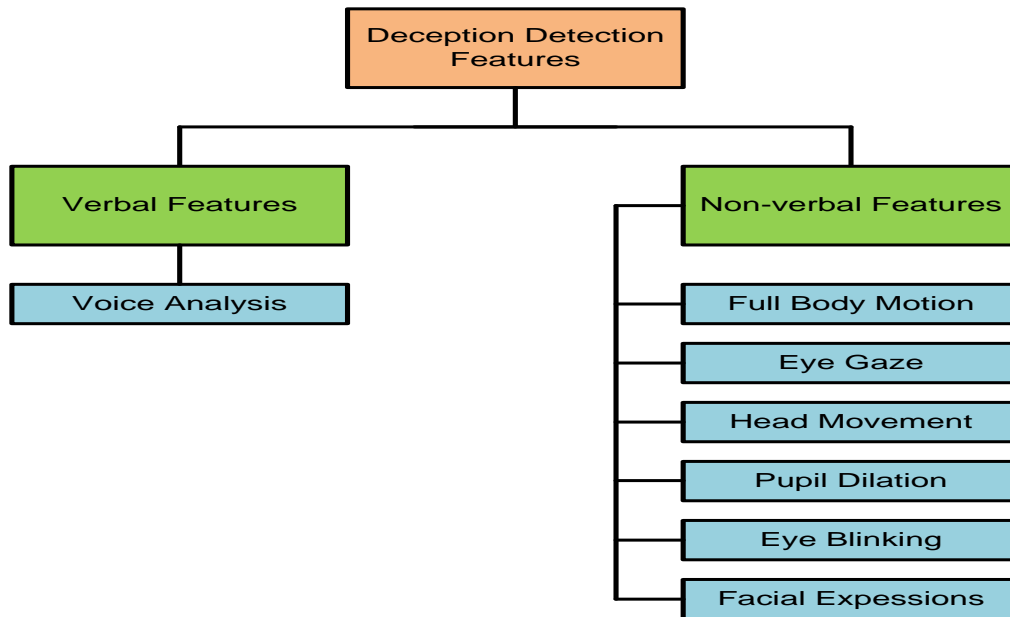 Deception Detection
Features
Verbal Features
Non-verbal Features
Voice Analysis
Full Body Motion
Eye Gaze
Head Movement
Pupil Dilation
Eye Blinking
Facial Expessions